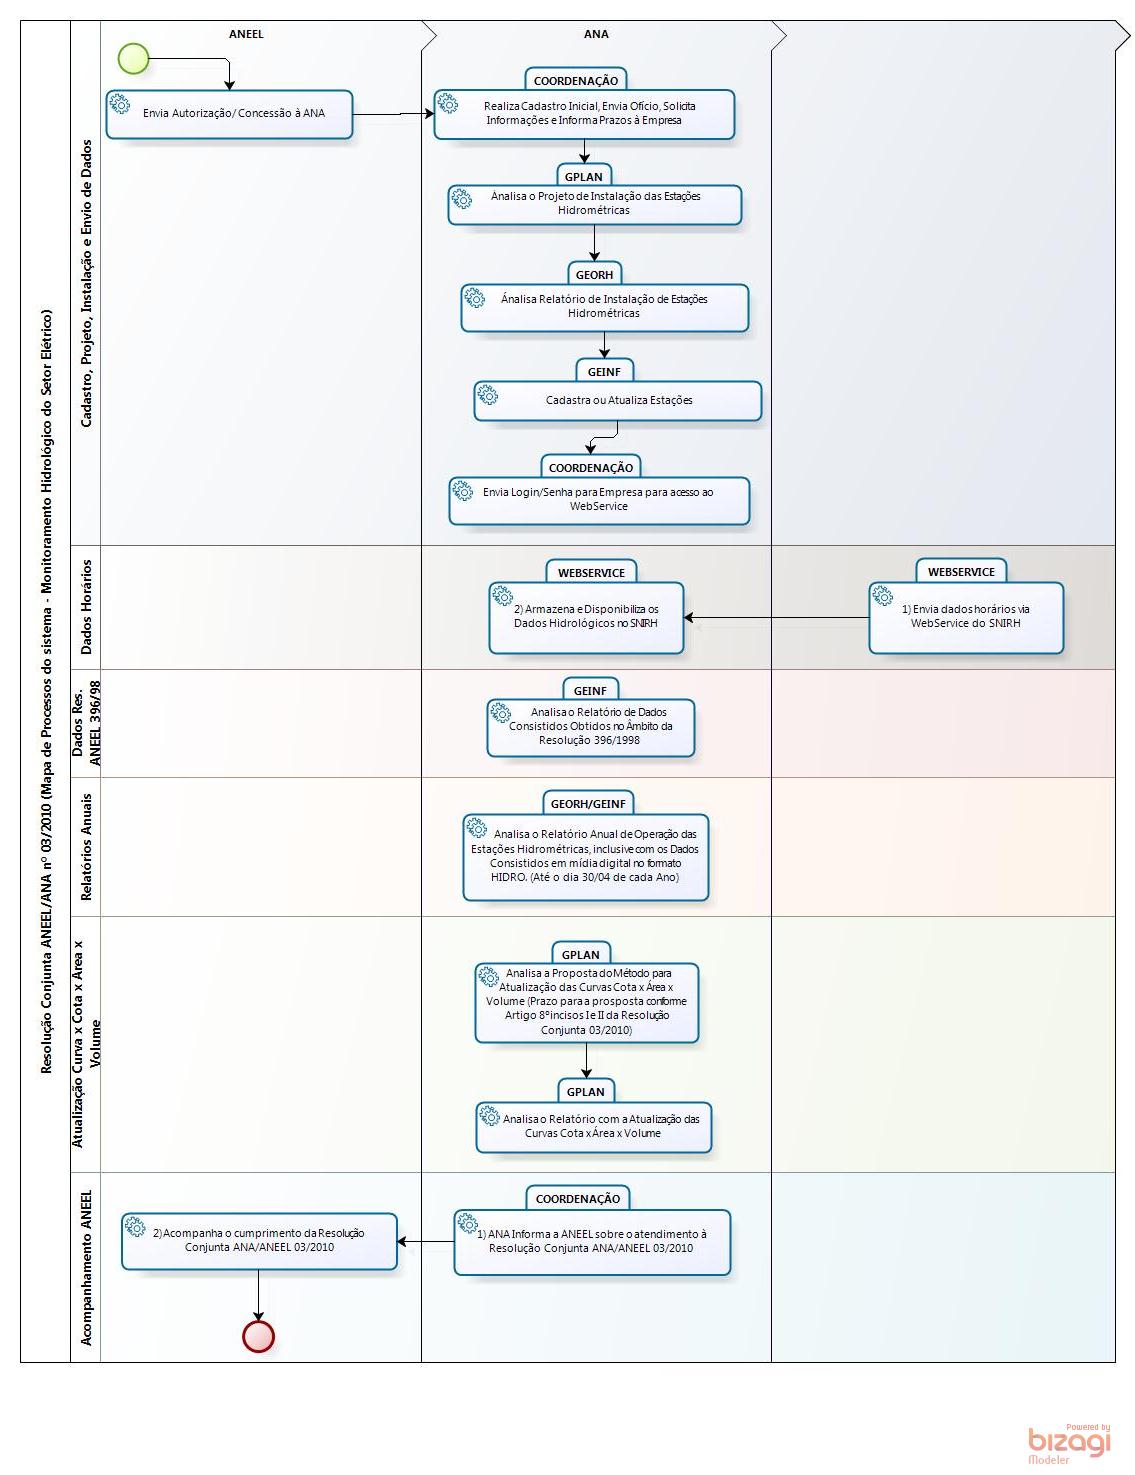 ANEEL
ANA
Resolução Conjunta ANEEL/ANA nº 03/2010 (Mapa de Processos do sistema - Monitoramento Hidrológico do Setor Elétrico)
Cadastro, Projeto, Instalação e Envio de Dados
Envia Autorização/ Concessão à ANA
COORDENAÇÃO
Realiza Cadastro Inicial, Envia Ofício, Solicita
Informações e Informa Prazos à Empresa
GPLAN
Analisa o Projeto de Instalação das Estações
Hidrométricas
GEORH
Ánalisa Relatório de Instalação de Estações
Hidrométricas
GEINF
Cadastra ou Atualiza Estações
COORDENAÇÃO
Envia Login/Senha para Empresa para acesso ao
WebService
Dados Horários
WEBSERVICE
2) Armazena e Disponibiliza os
Dados Hidrológicos no SNIRH
WEBSERVICE
1) Envia dados horários via
WebService do SNIRH
Dados Res.
ANEEL 396/98
GEINF
Analisa o Relatório de Dados
Consistidos Obtidos no Âmbito da
Resolução 396/1998
Relatórios Anuais
GEORH/GEINF
Analisa o Relatório Anual de Operação das
Estações Hidrométricas, inclusive com os Dados
Consistidos em mídia digital no formato
HIDRO. (Até o dia 30/04 de cada Ano)
Atualização Curva x Cota x Área x
Volume
GPLAN
Analisa a Proposta do Método para
Atualização das Curvas Cota x Área x
Volume (Prazo para a prosposta conforme
Artigo 8º incisos I e II da Resolução
Conjunta 03/2010)
GPLAN
Analisa o Relatório com a Atualização das
Curvas Cota x Área x Volume
Acompanhamento ANEEL
2) Acompanha o cumprimento da Resolução
Conjunta ANA/ANEEL 03/2010
COORDENAÇÃO
1) ANA Informa a ANEEL sobre o atendimento à
Resolução Conjunta ANA/ANEEL 03/2010
Powered by
bizagi
Modeler